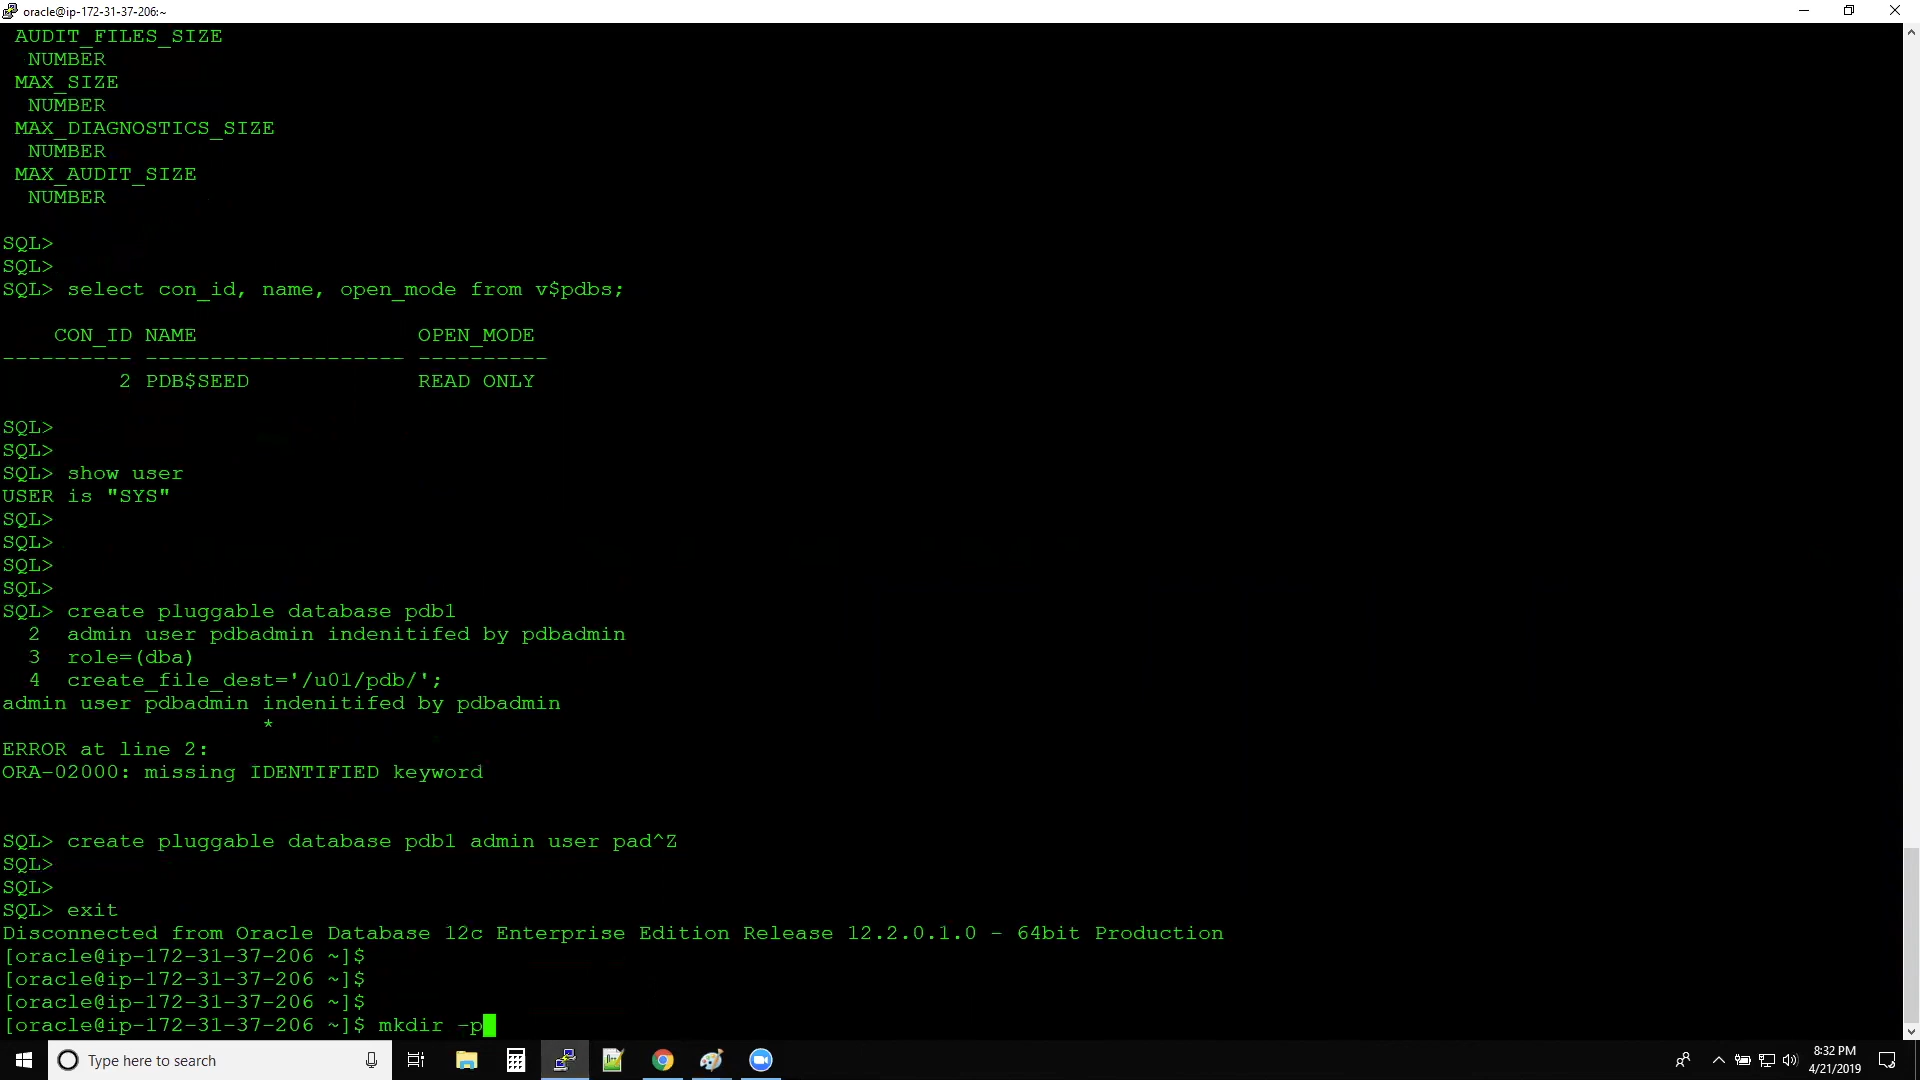 oracle@ip-172-31-37-206:~
AUDIT_FILES_SIZE
NUMBER
MAX_SIZE
NUMBER
MAX_DIAGNOSTICS_SIZE
NUMBER
MAX_AUDIT_SIZE
NUMBER
SQL>
SQL>
SQL> select con_id, name, open_mode from v$pdbs;
CON_ID NAME                 OPEN_MODE
---------- -------------------- ----------
2 PDB$SEED             READ ONLY
SQL>
SQL>
SQL> show user
USER is "SYS"
SQL>
SQL>
SQL>
SQL>
SQL> create pluggable database pdb1
2  admin user pdbadmin indenitifed by pdbadmin
3  role=(dba)
4  create_file_dest='/u01/pdb/';
admin user pdbadmin indenitifed by pdbadmin
*
ERROR at line 2:
ORA-02000: missing IDENTIFIED keyword
SQL> create pluggable database pdb1 admin user pad^Z
SQL>
SQL>
SQL> exit
Disconnected from Oracle Database 12c Enterprise Edition Release 12.2.0.1.0 - 64bit Production
[oracle@ip-172-31-37-206 ~]$
[oracle@ip-172-31-37-206 ~]$
[oracle@ip-172-31-37-206 ~]$
[oracle@ip-172-31-37-206 ~]$ mkdir -p
Type here to search
8:32 PM
4/21/2019